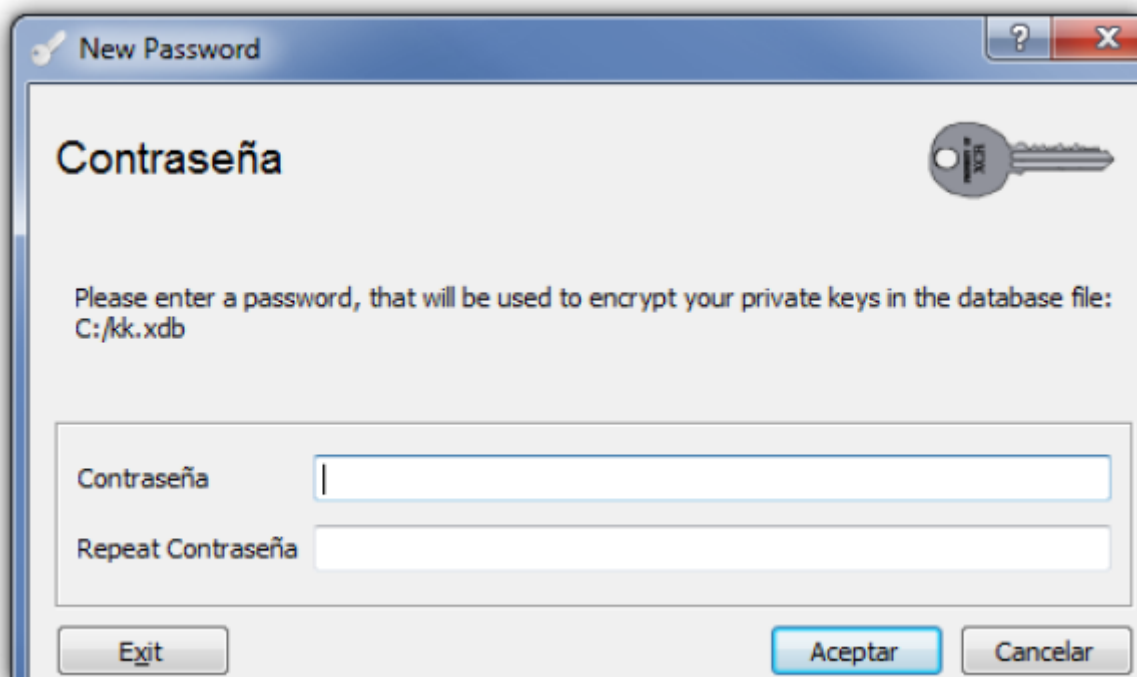 New Password
Contraseña
Please enter a password, that will be used to encrypt your private keys in the database file:
C:/kk.xdb
Contraseña
Repeat Contraseña
Exit
Aceptar
Cancelar